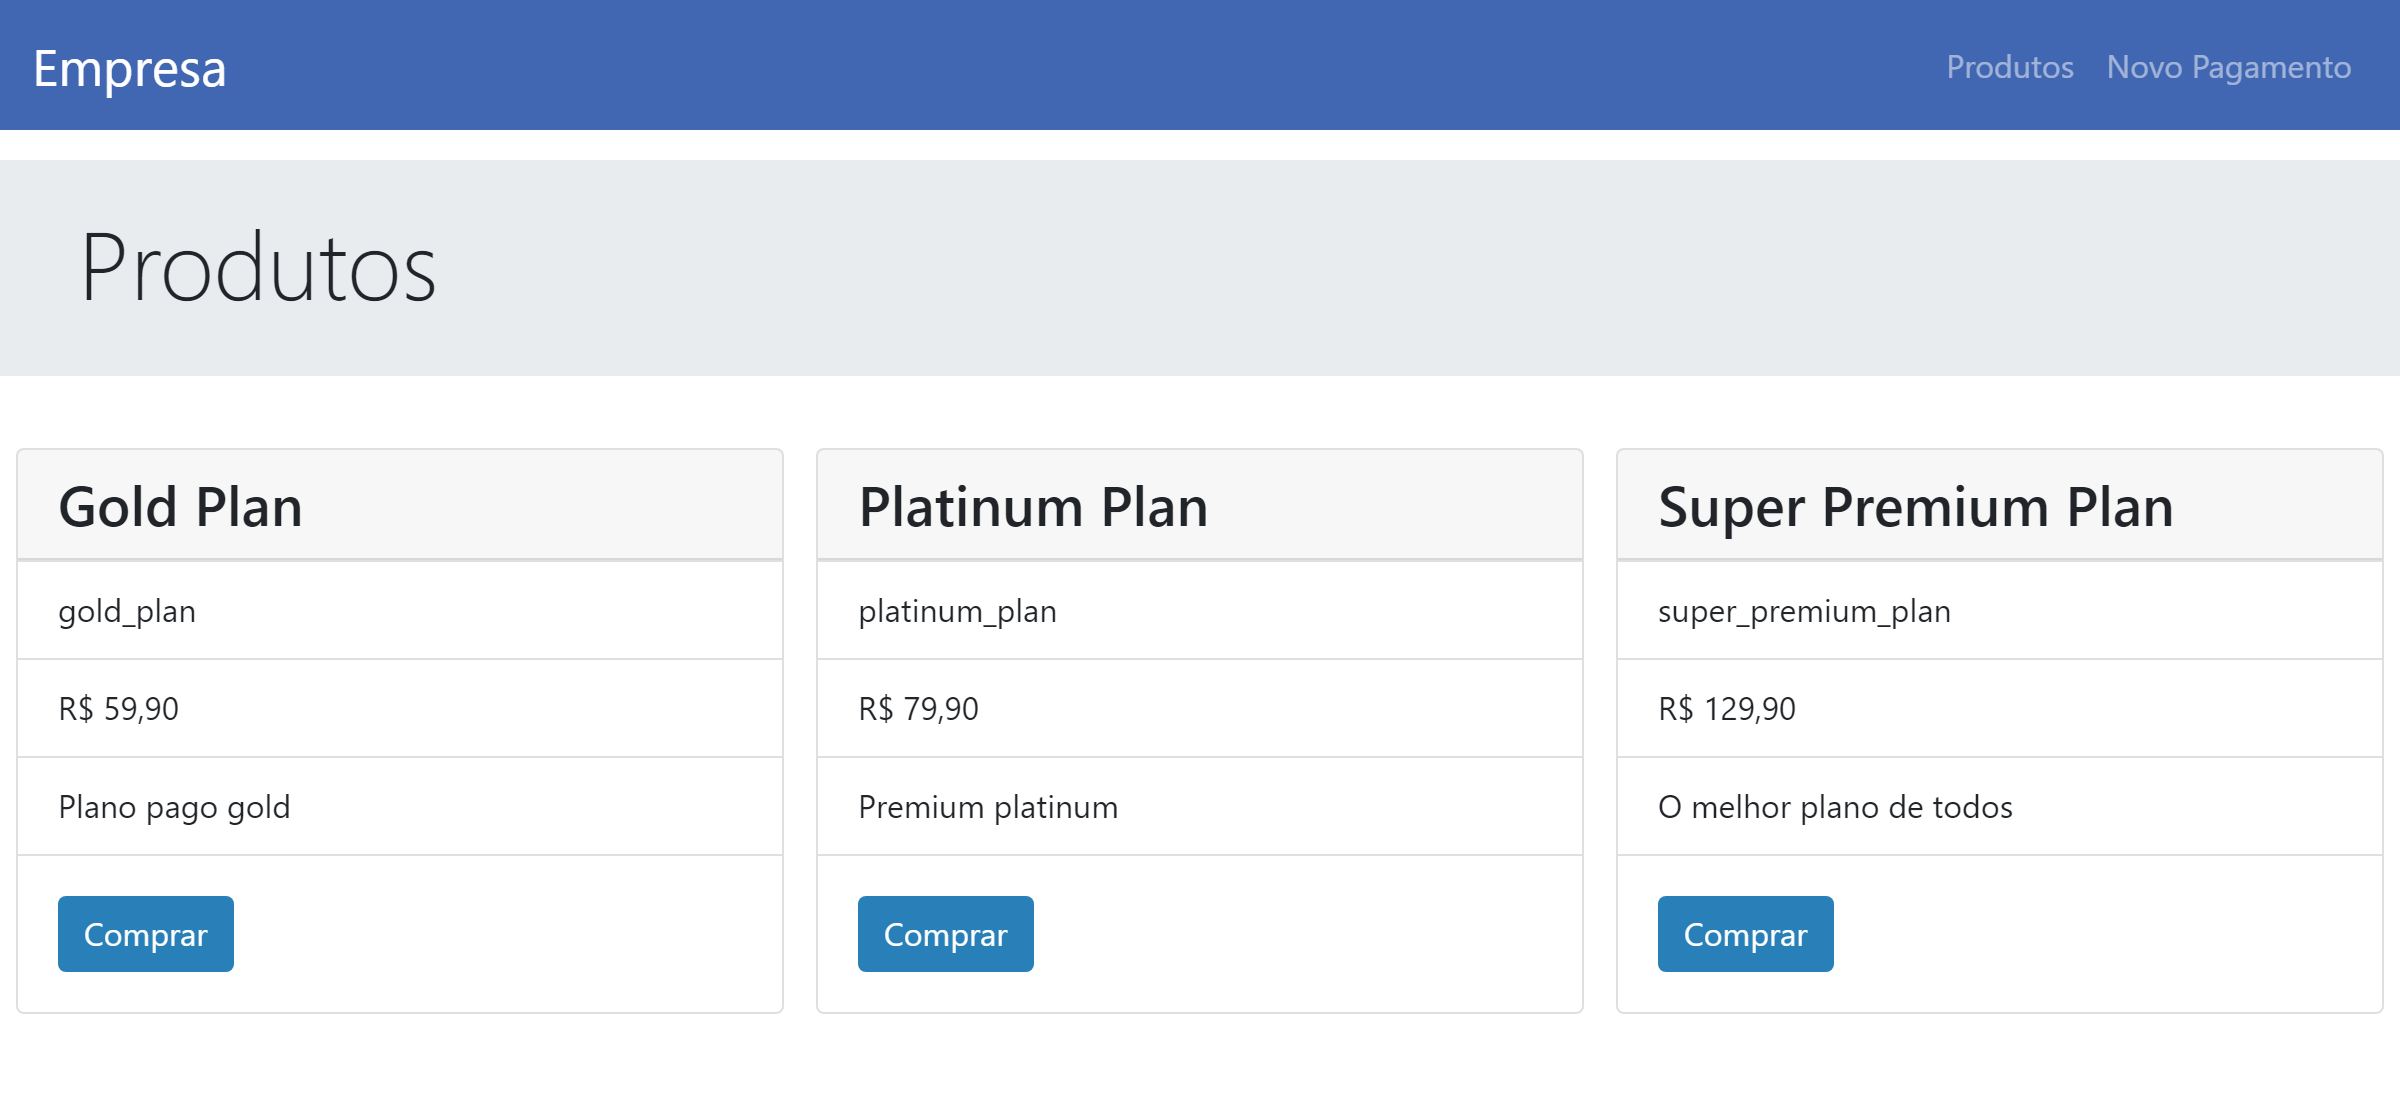 Empresa
Produtos Novo Pagamento
Produtos
Gold Plan
gold_plan
R$ 59,90
Plano pago gold
Comprar
Platinum Plan
platinum_plan
R$ 79,90
Premium platinum
Comprar
Super Premium Plan
super_premium_plan
R$ 129,90
O melhor plano de todos
Comprar